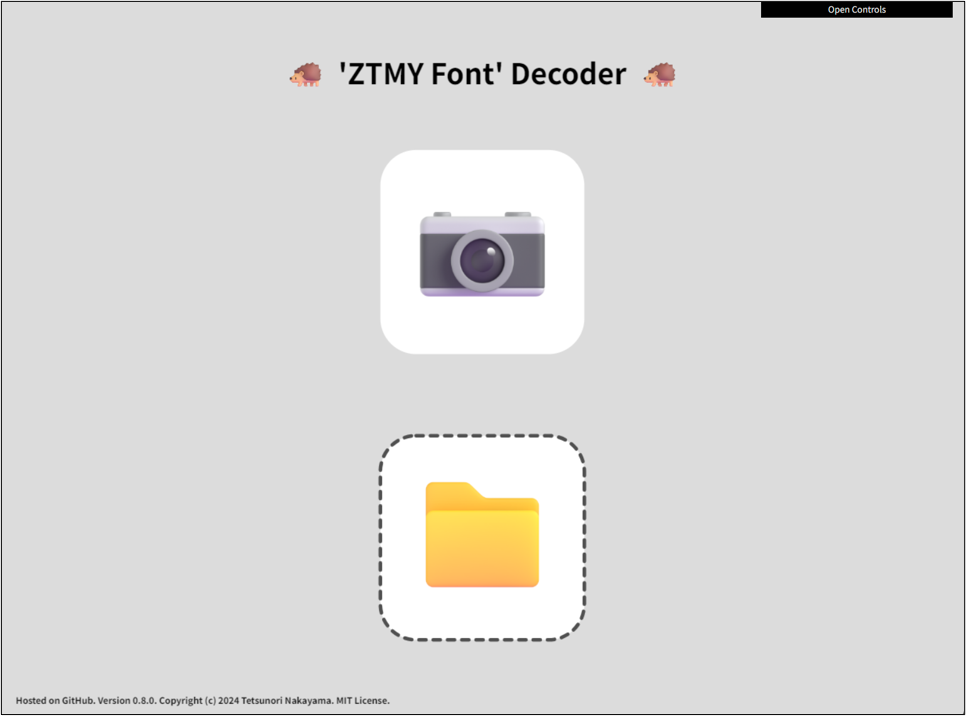 Open Controls
'ZTMY Font' Decoder
Hosted on GitHub. Version 0.8.0. Copyright (c) 2024 Tetsunori Nakayama. MIT License.